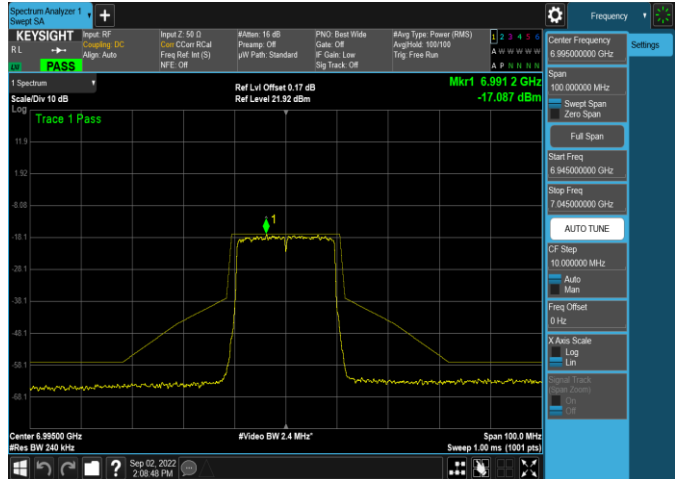 Spectrum Analyzer 1
Swept SA
Frequency
KEYSIGHT
Input: RF
Coupling: DC
Align: Auto
Input Z: 50 Ω
Corr CCorr RCal
Freq Ref: Int (S)
NFE: Off
#Atten: 16 dB
Preamp: Off
µW Path: Standard
PNO: Best Wide
Gate: Off
IF Gain: Low
Sig Track: Off
#Avg Type: Power (RMS)
Avg|Hold: 100/100
Trig: Free Run
1 2 3 4 5 6
A W W W W W
A P N N N N
R L
PASS
1 Spectrum
Scale/Div 10 dB
Ref Lvl Offset 0.17 dB
Ref Level 21.92 dBm
Mkr1 6.991 2 GHz
-17.087 dBm
Log
Trace 1 Pass
11.9
1.92
-8.08
-18.1
-28.1
-38.1
-48.1
-58.1
-68.1
1
Center 6.99500 GHz
#Res BW 240 kHz
#Video BW 2.4 MHz*
Span 100.0 MHz
Sweep 1.00 ms (1001 pts)
Sep 02, 2022
2:08:48 PM
Center Frequency
6.995000000 GHz
Settings
Span
100.000000 MHz
Swept Span
Zero Span
Full Span
Start Freq
6.945000000 GHz
Stop Freq
7.045000000 GHz
AUTO TUNE
CF Step
10.000000 MHz
Auto
Man
Freq Offset
0 Hz
X Axis Scale
Log
Lin
Signal Track
(Span Zoom)
On
Off